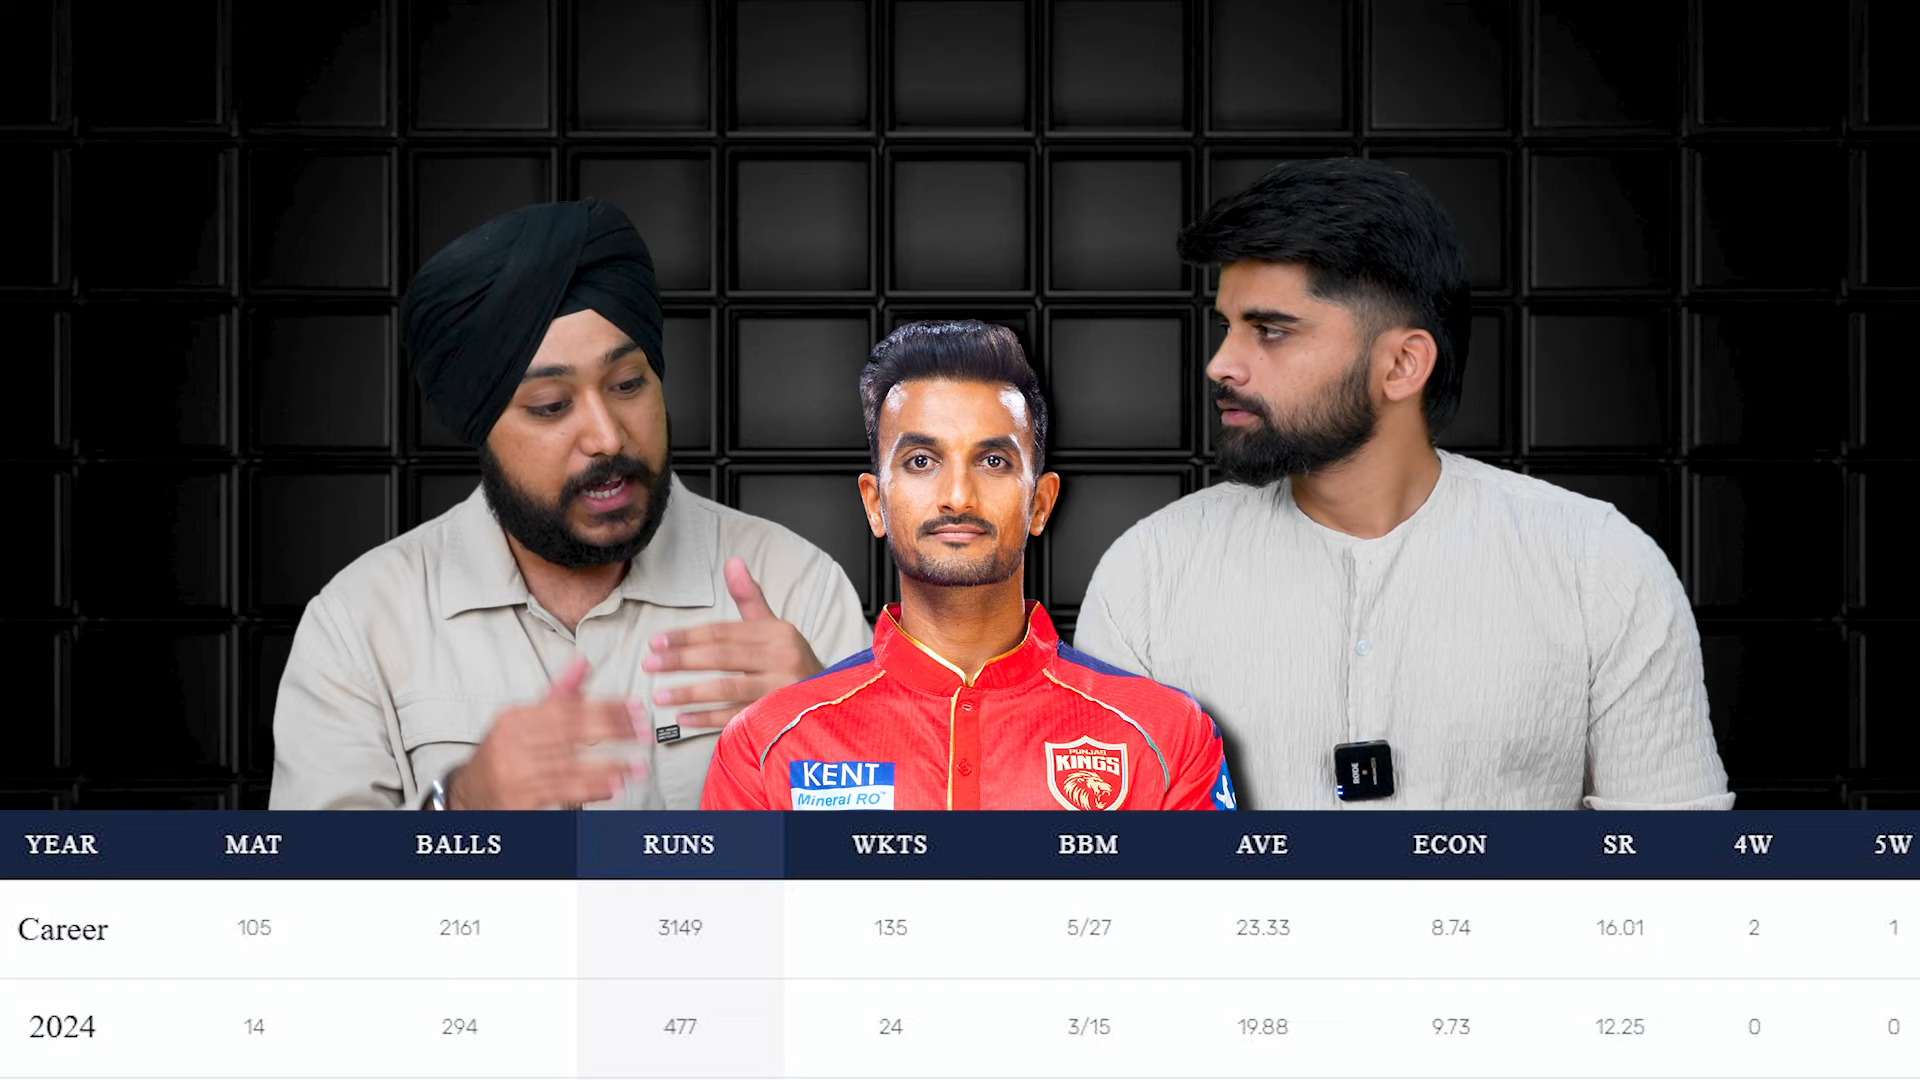 KENT
Mineral RO™
PUNJAB
KINGS
RØDE
YEAR MAT BALLS RUNS WKTS BBM AVE ECON SR 4W 5W
Career 105 2161 3149 135 5/27 23.33 8.74 16.01 2 1
2024 14 294 477 24 3/15 19.88 9.73 12.25 0 0